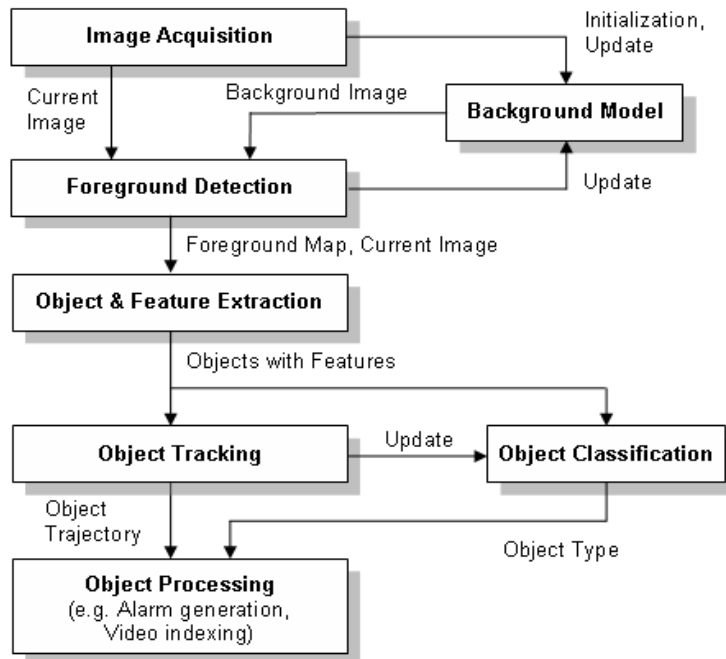 Image Acquisition
Initialization,
Update
Current
Image
Background Image
Background Model
Foreground Detection
Update
Foreground Map, Current Image
Object & Feature Extraction
Objects with Features
Object Tracking
Update
Object Classification
Object
Trajectory
Object Type
Object Processing
(e.g. Alarm generation,
Video indexing)